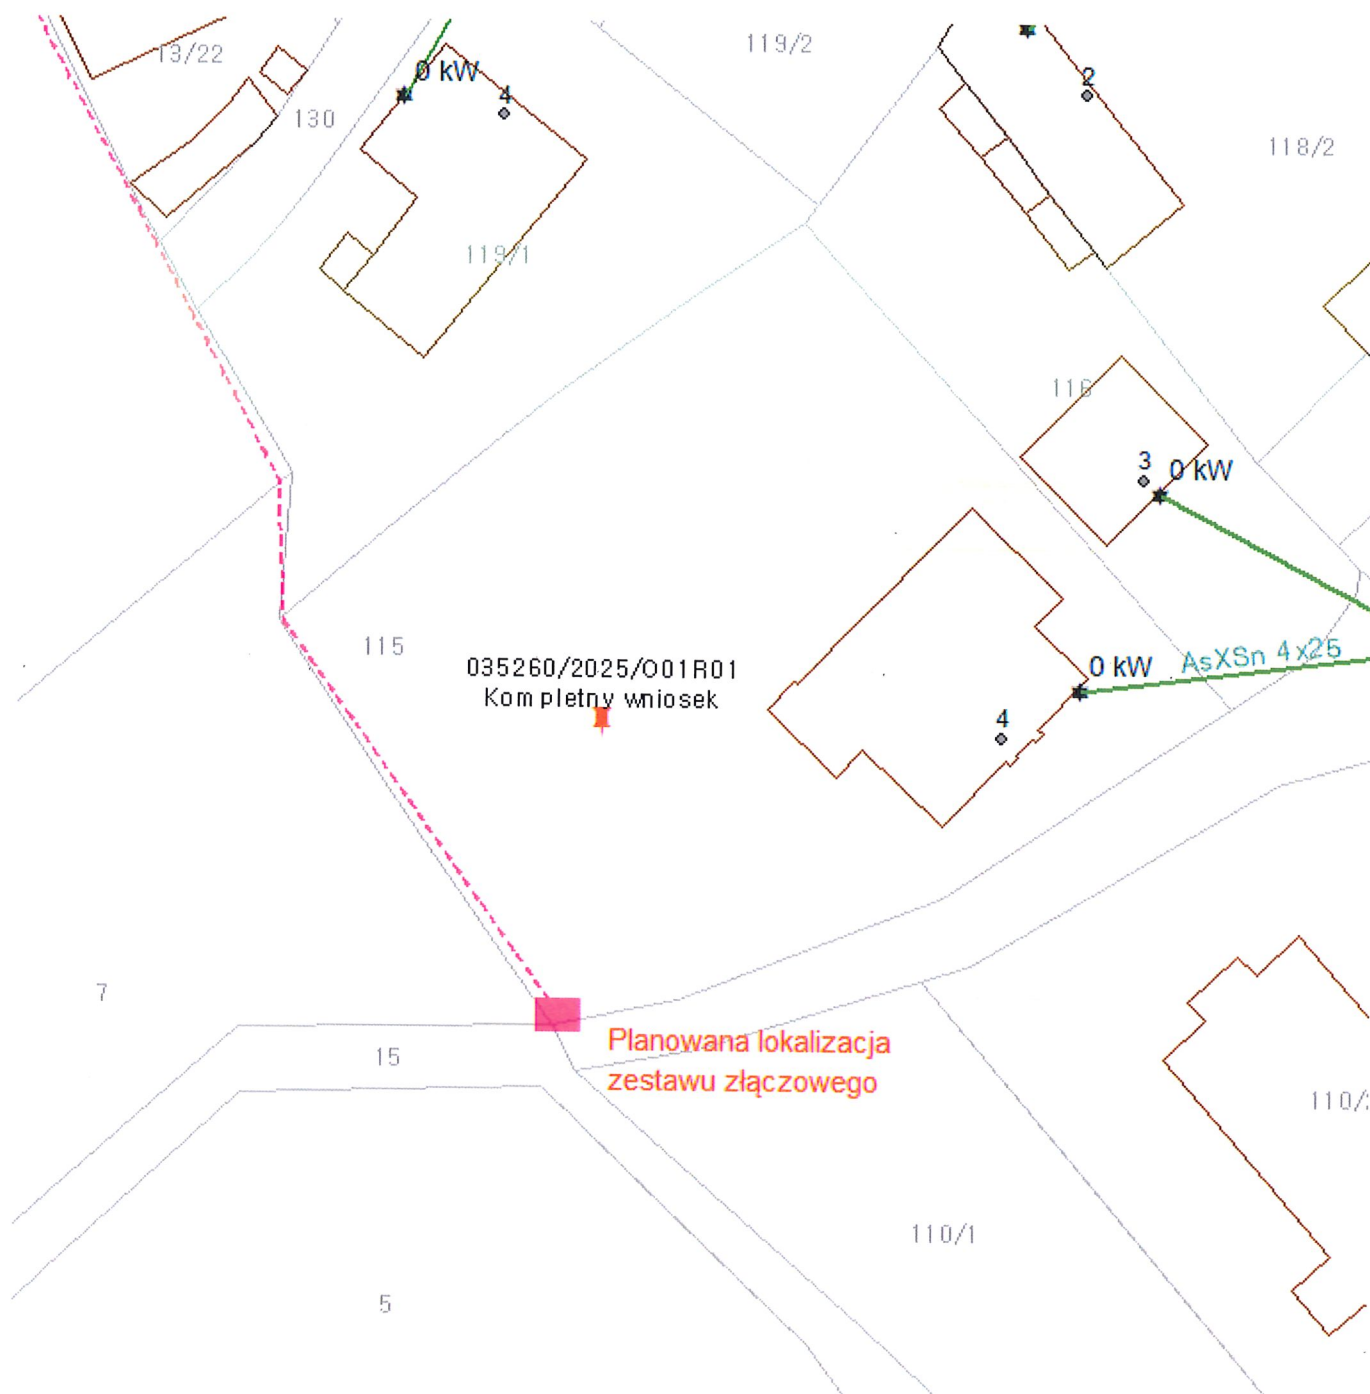 119/2
13/22
0 kW
2
4
130
118/2
119/1
116
3
0 kW
115
035260/2025/O01R01
Kompletny wniosek
AsXSn 4x25
0 kW
4
7
Planowana lokalizacja
zestawu złączowego
15
110/1
5